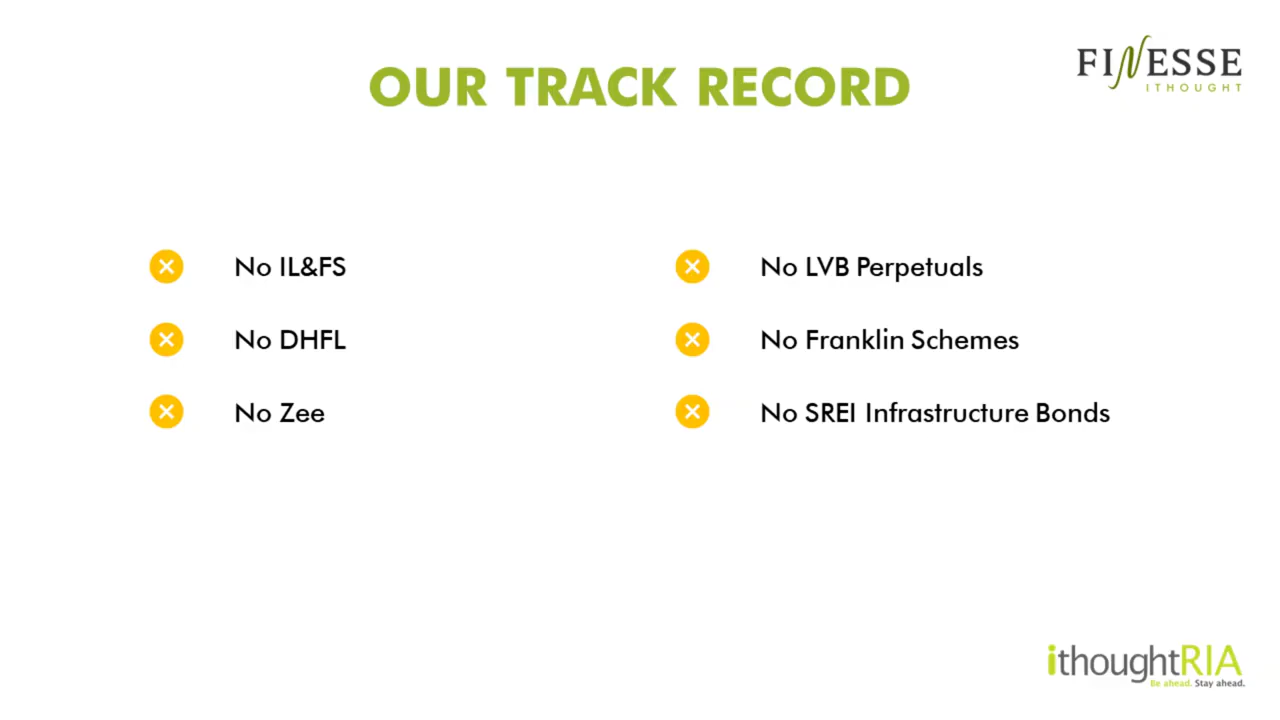 FINESSE
ITHOUGHT
OUR TRACK RECORD
No IL&FS
No DHFL
No Zee
No LVB Perpetuals
No Franklin Schemes
No SREI Infrastructure Bonds
ithoughtRIA
Be ahead. Stay ahead.